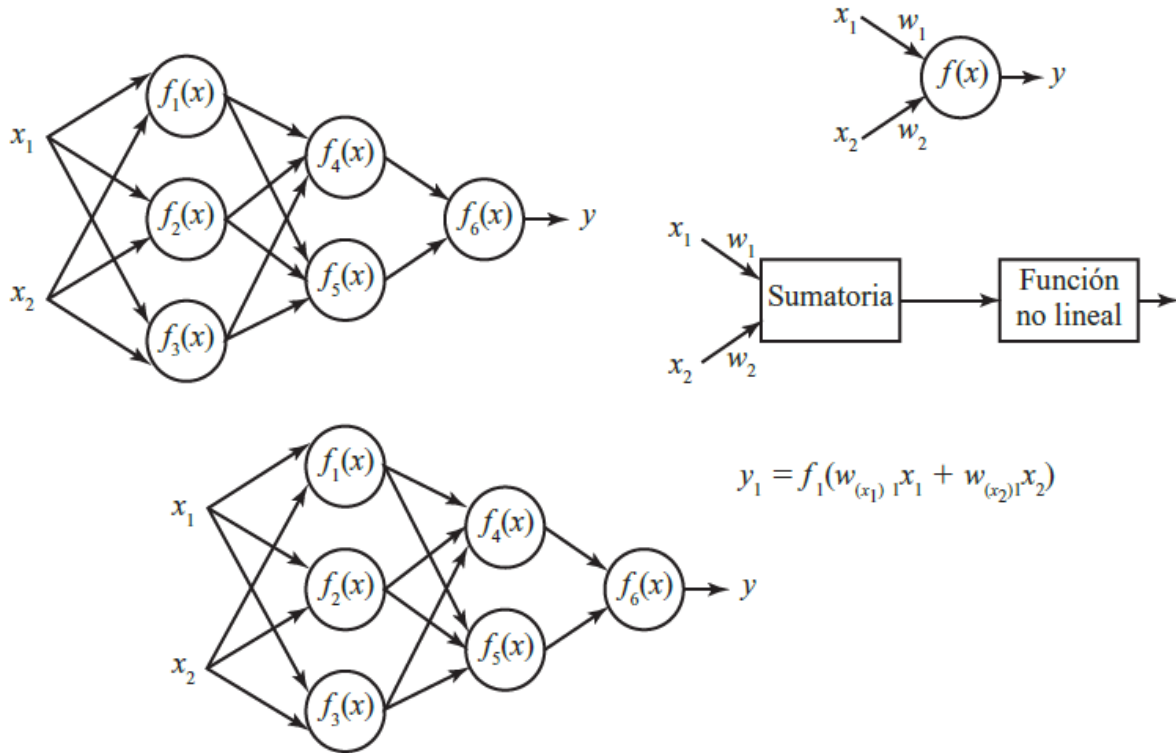 x₁
x₂
f₁(x)
f₂(x)
f₃(x)
f₄(x)
f₅(x)
f₆(x)
y
x₁
w₁
x₂
w₂
f(x)
y
x₁
w₁
x₂
w₂
Sumatoria
Función
no lineal
x₁
x₂
f₁(x)
f₂(x)
f₃(x)
f₄(x)
f₅(x)
f₆(x)
y
y₁ = f₁(w₍ₓ₁₎ ₁x₁ + w₍ₓ₂₎₁x₂)